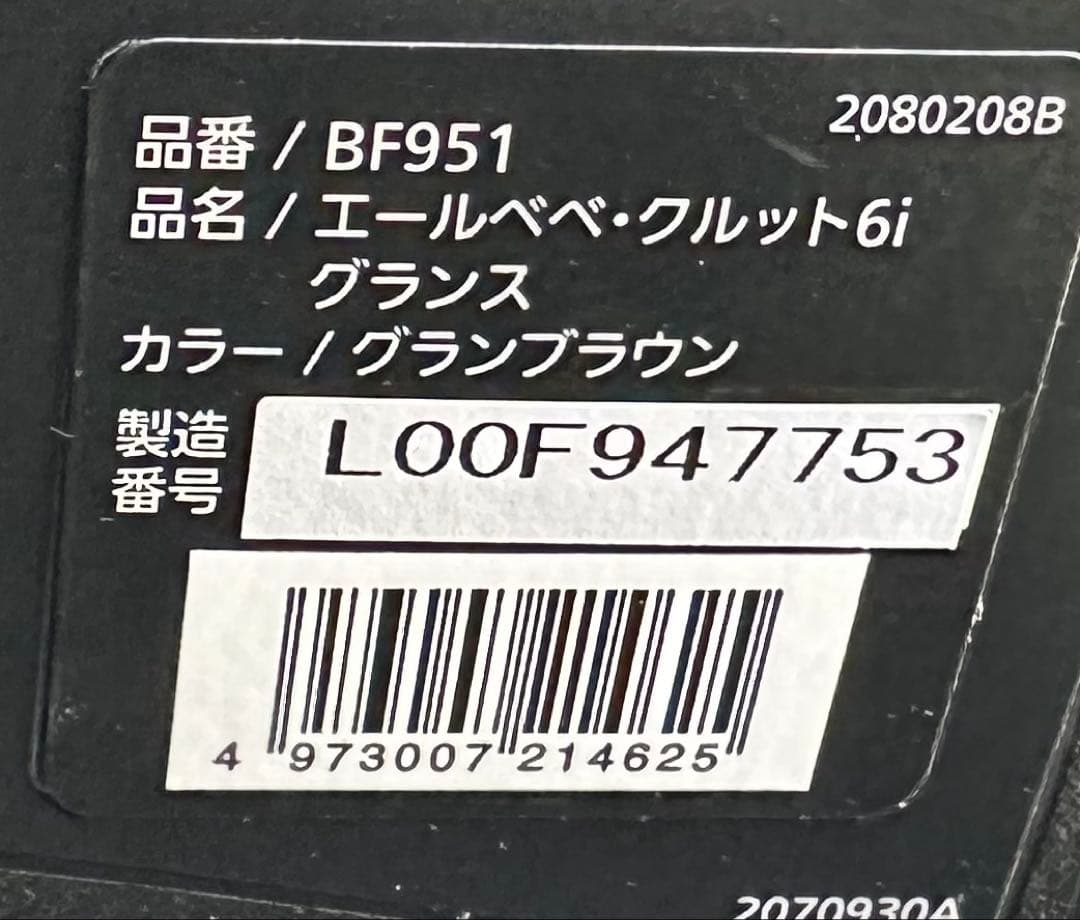 2080208B
品番 / BF951
品名 / エールベベ・クルット6i
グランス
カラー / グランブラウン
製造
番号
L00F947753
4 973007 214625
2070930A